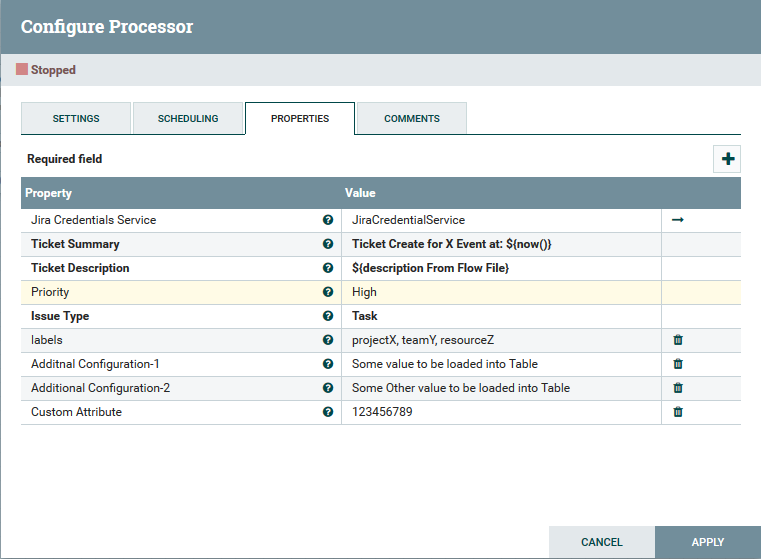 Configure Processor
Stopped
SETTINGS SCHEDULING PROPERTIES COMMENTS
Required field
Property Value
Jira Credentials Service JiraCredentialService
Ticket Summary Ticket Create for X Event at: ${now()}
Ticket Description ${description From Flow File}
Priority High
Issue Type Task
labels projectX, teamY, resourceZ
Additnal Configuration-1 Some value to be loaded into Table
Additional Configuration-2 Some Other value to be loaded into Table
Custom Attribute 123456789
CANCEL APPLY